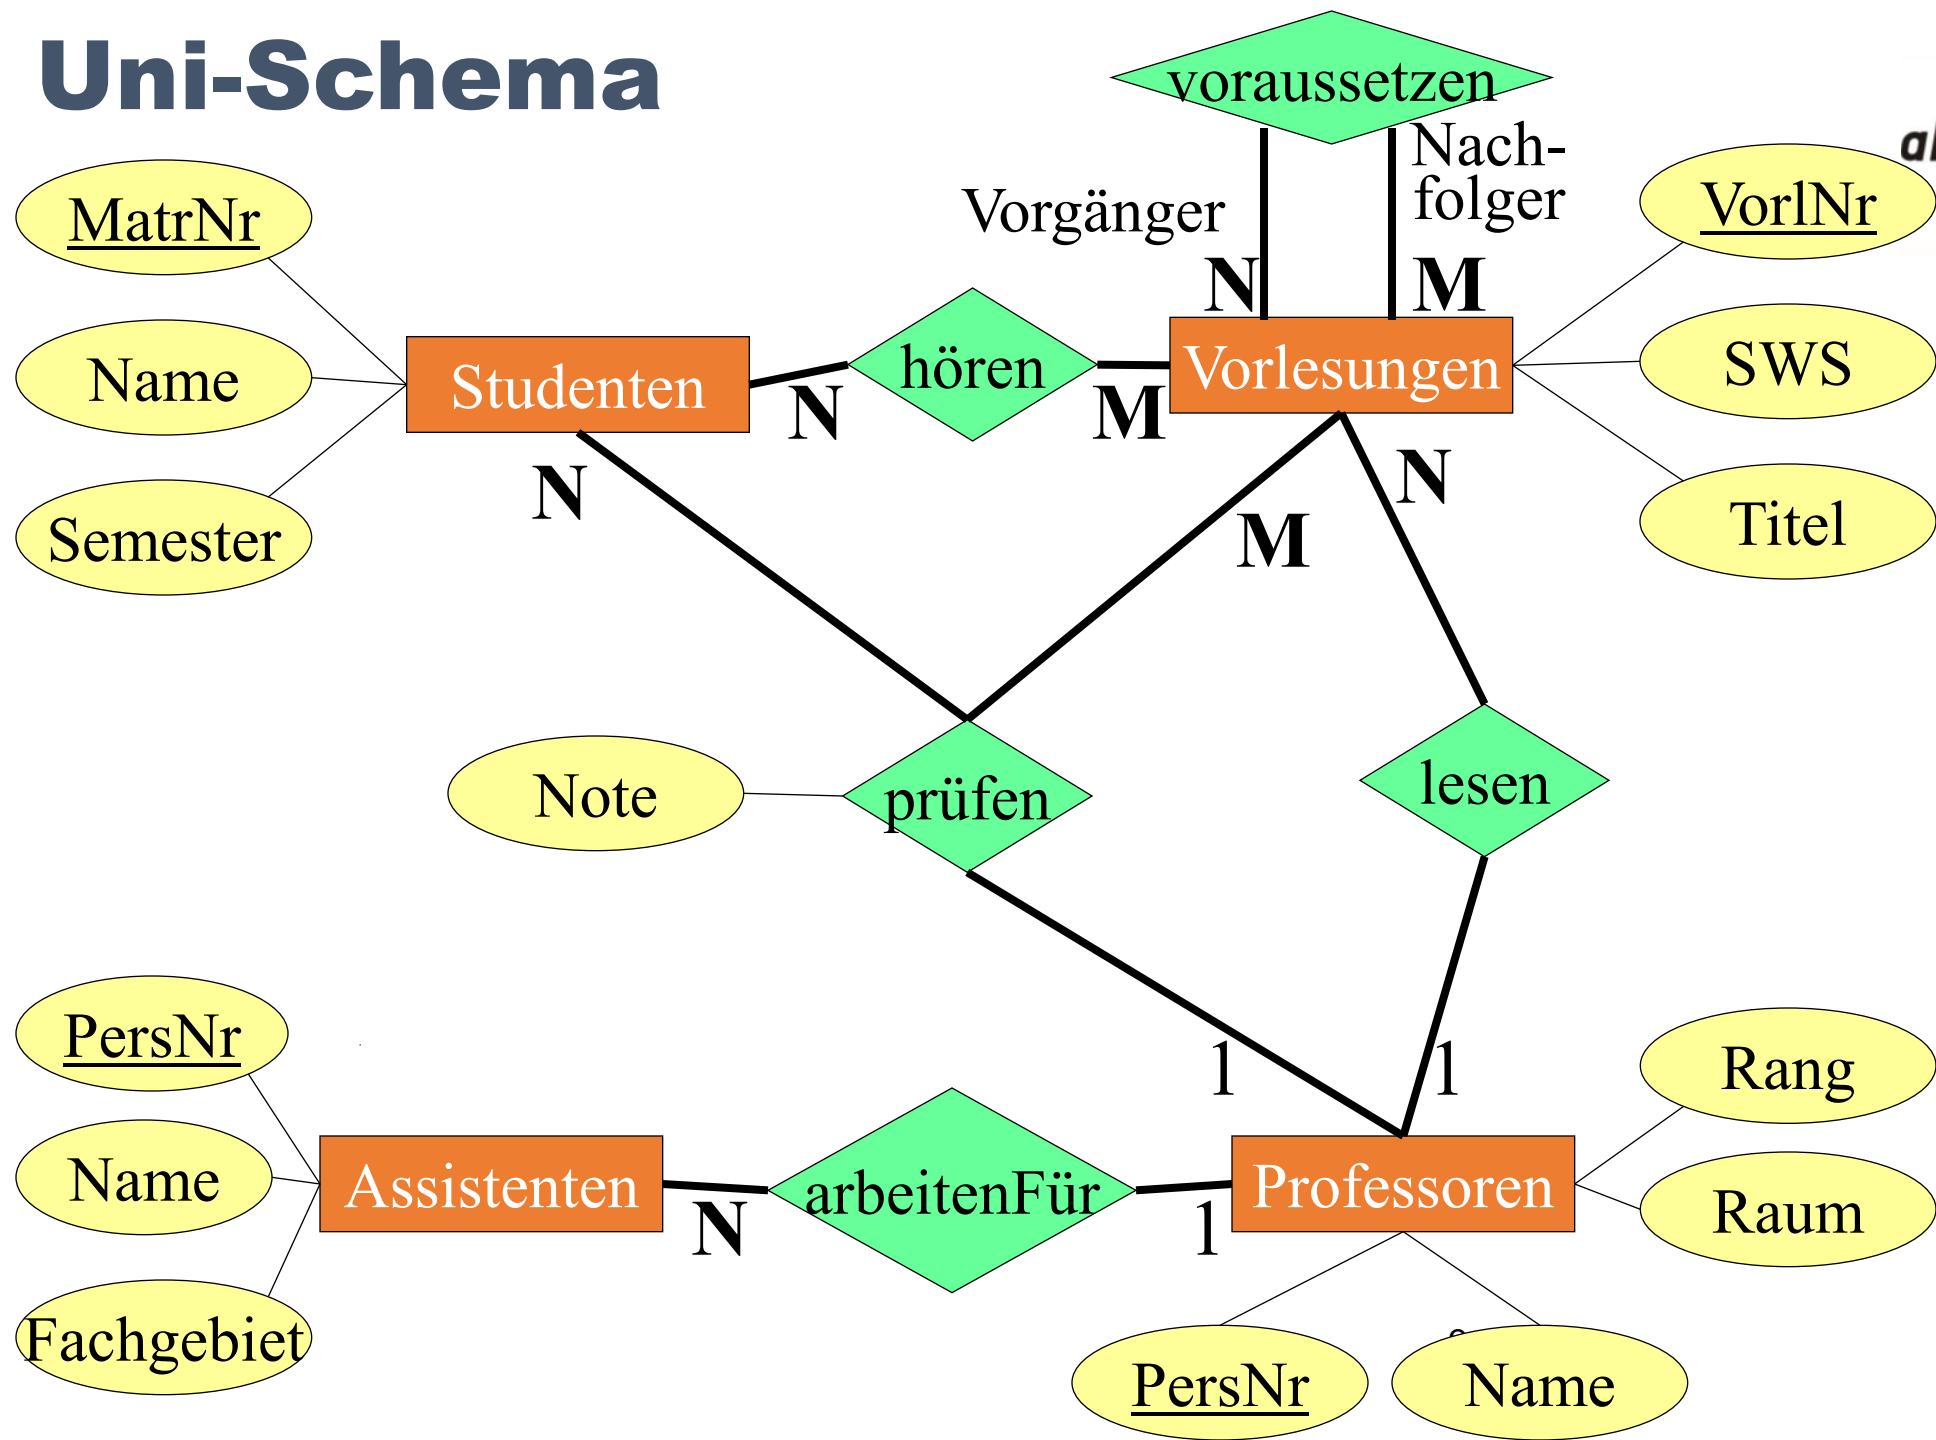 Uni-Schema
voraussetzen
Nach-
folger
Vorgänger
N
M
MatrNr
Name
Semester
Studenten
N
hören
M
Vorlesungen
VorlNr
SWS
Titel
N
M
N
Note
prüfen
lesen
1
1
PersNr
Name
Fachgebiet
Assistenten
N
arbeitenFür
1
Professoren
Rang
Raum
PersNr
Name